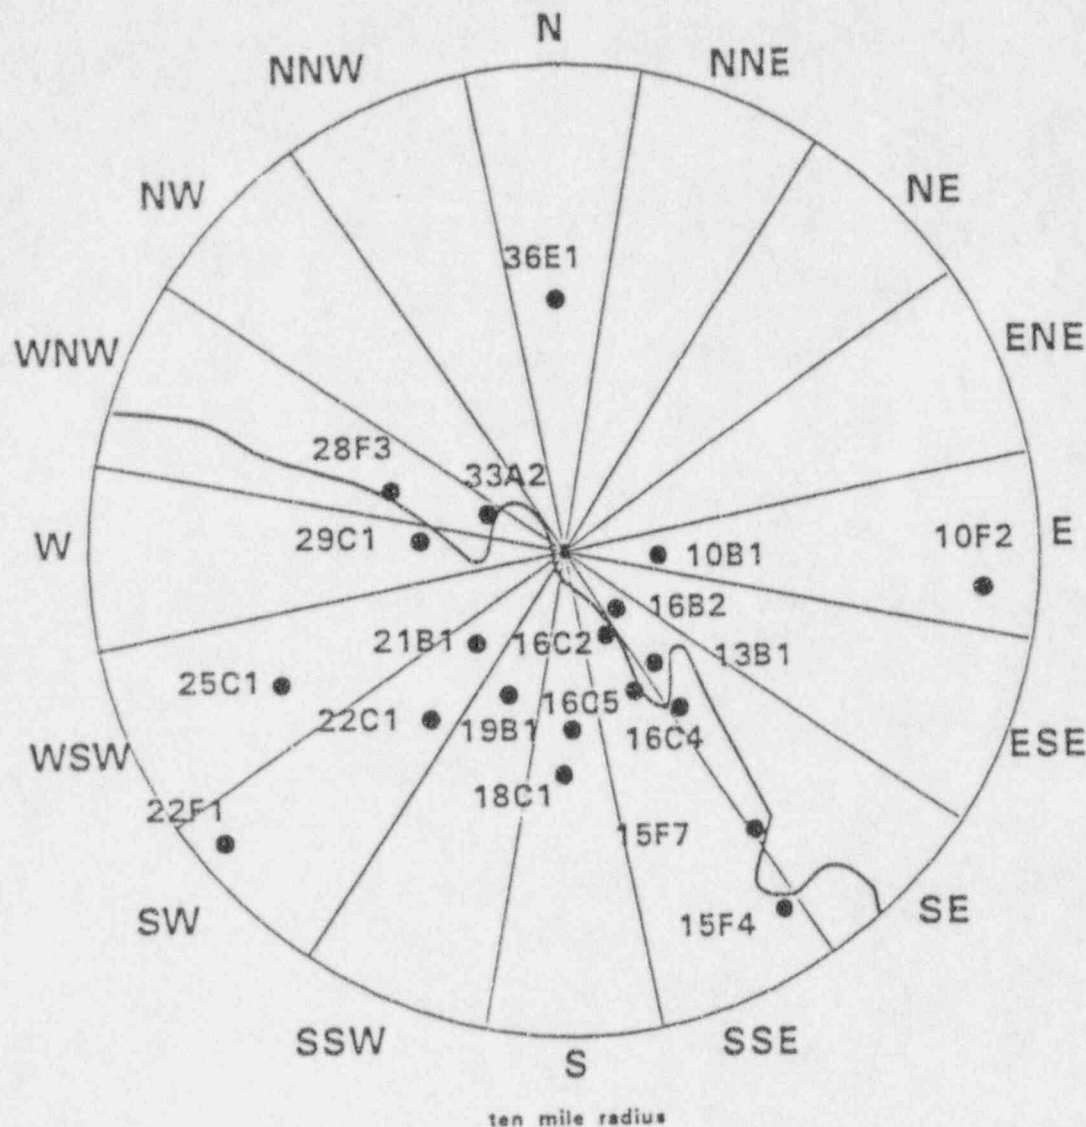 N
NNW
NNE
NW
NE
36E1
WNW
ENE
28F3
33A2
W
29C1
10B1
10F2
E
16B2
21B1
16C2
13B1
25C1
22C1
19B1
16C5
16C4
ESE
WSW
18C1
22F1
15F7
SW
15F4
SE
SSW
S
SSE
ten mile radius